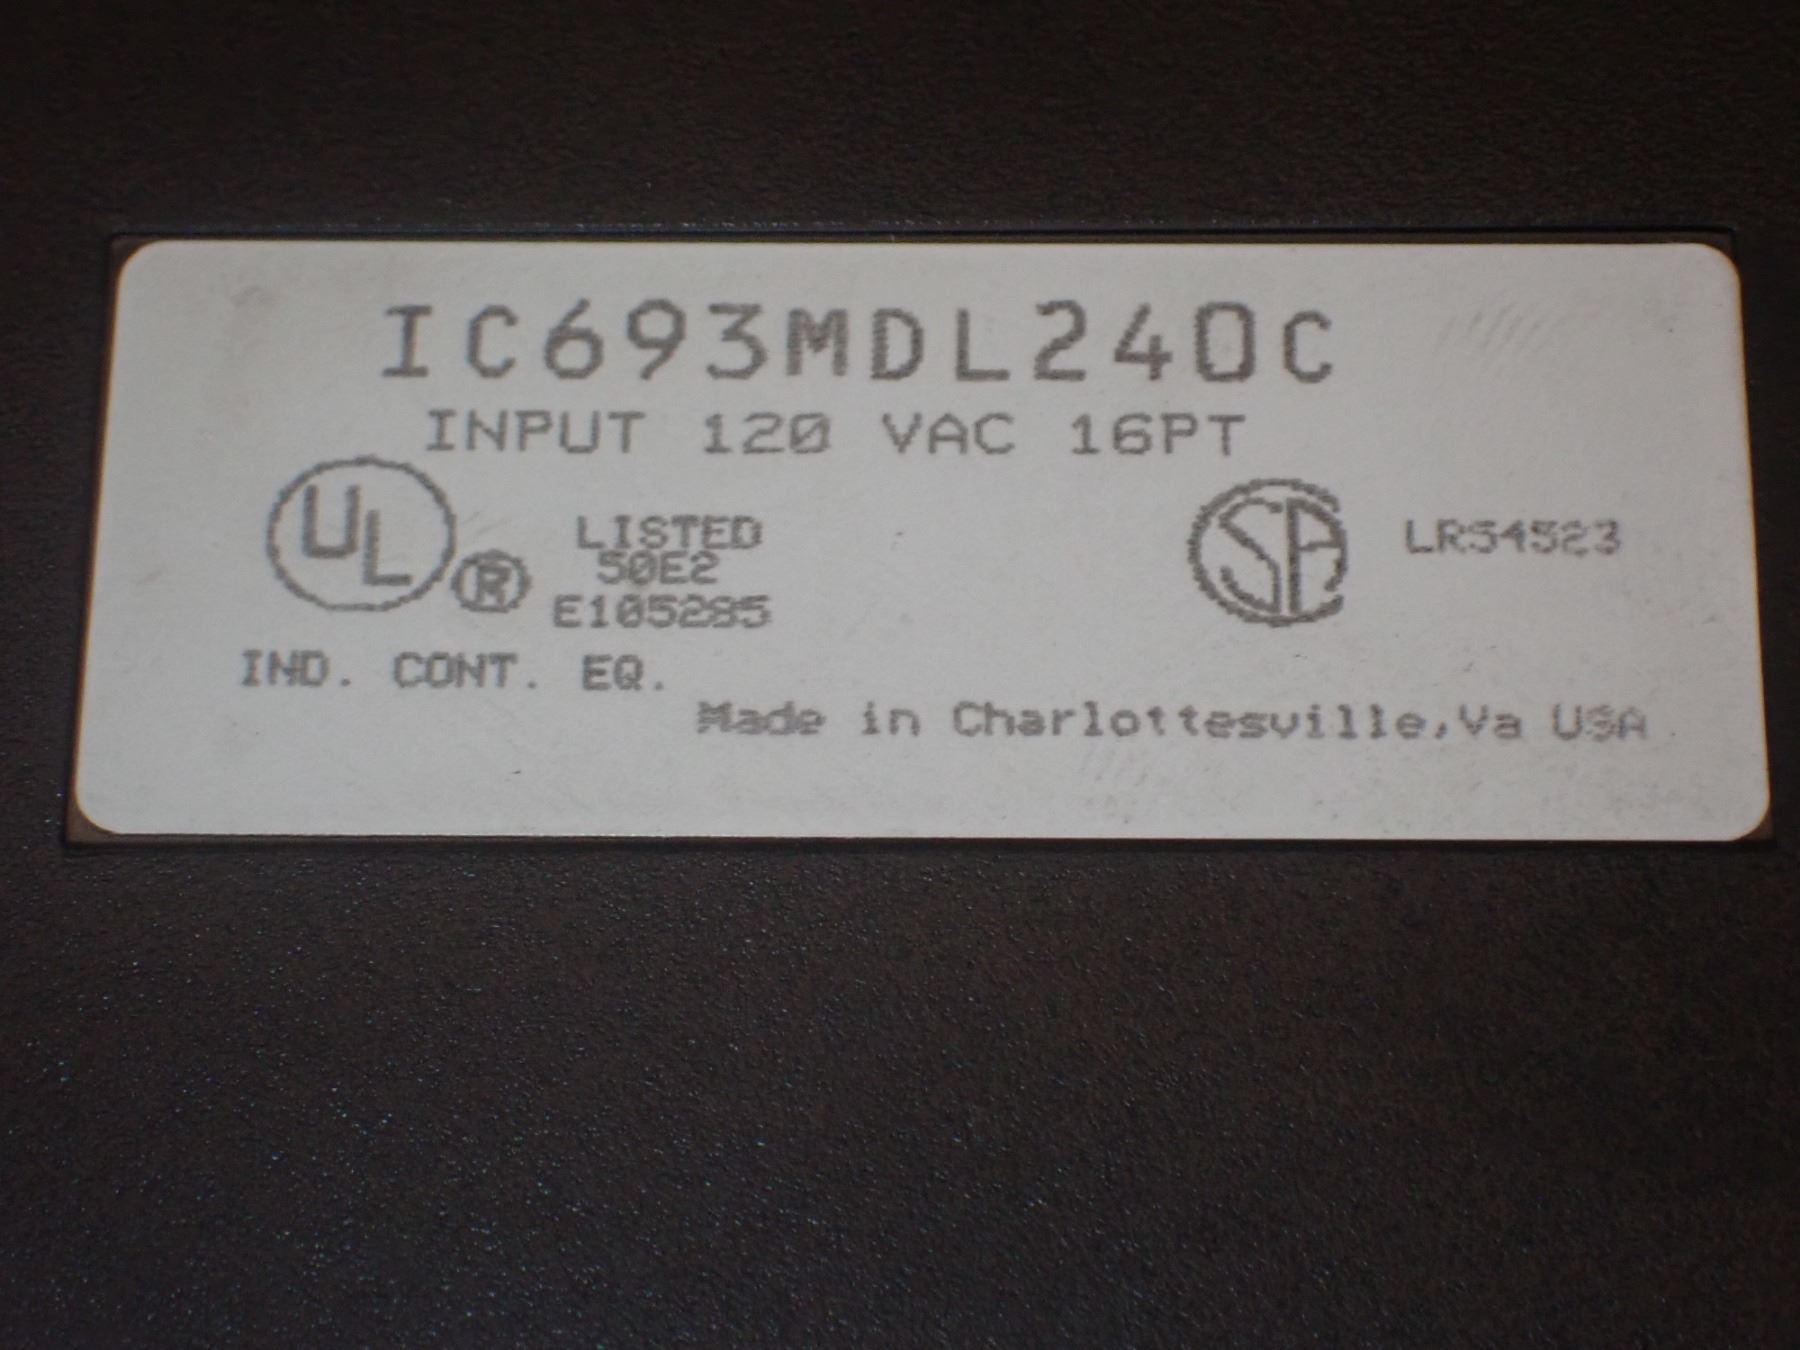 IC693MDL240C
INPUT 120 VAC 16PT
UL ®
LISTED
50E2
E105285
SA LR54523
IND. CONT. EQ.
Made in Charlottesville,Va USA